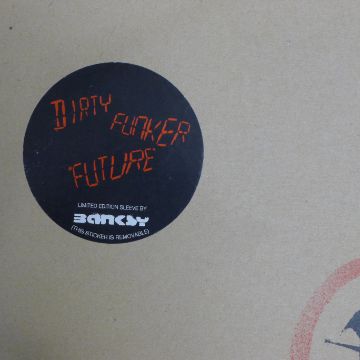 DIRTY
FUNKER
FUTURE
LIMITED EDITION SLEEVE BY
BANKSY
(THIS STICKER IS REMOVABLE)